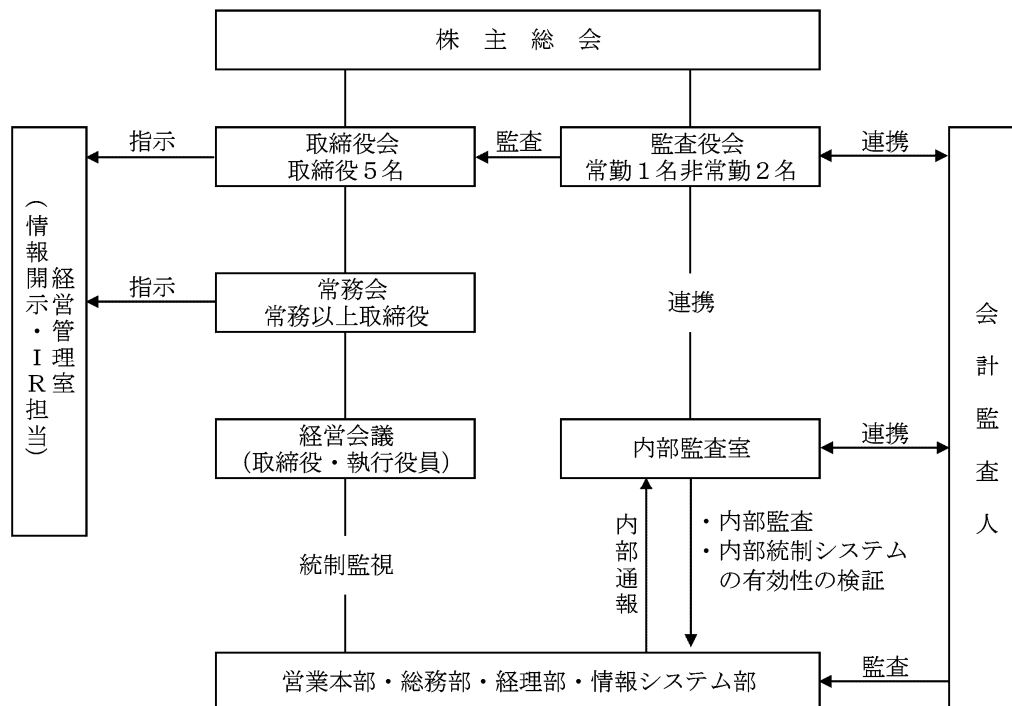 株 主 総 会
指示
取締役会
取締役５名
監査
監査役会
常勤１名非常勤２名
連携
経営管理室
（情報開示・ＩＲ担当）
指示
常務会
常務以上取締役
連携
会計監査人
経営会議
（取締役・執行役員）
内部監査室
連携
統制監視
内部通報
・内部監査
・内部統制システム
の有効性の検証
営業本部・総務部・経理部・情報システム部
監査